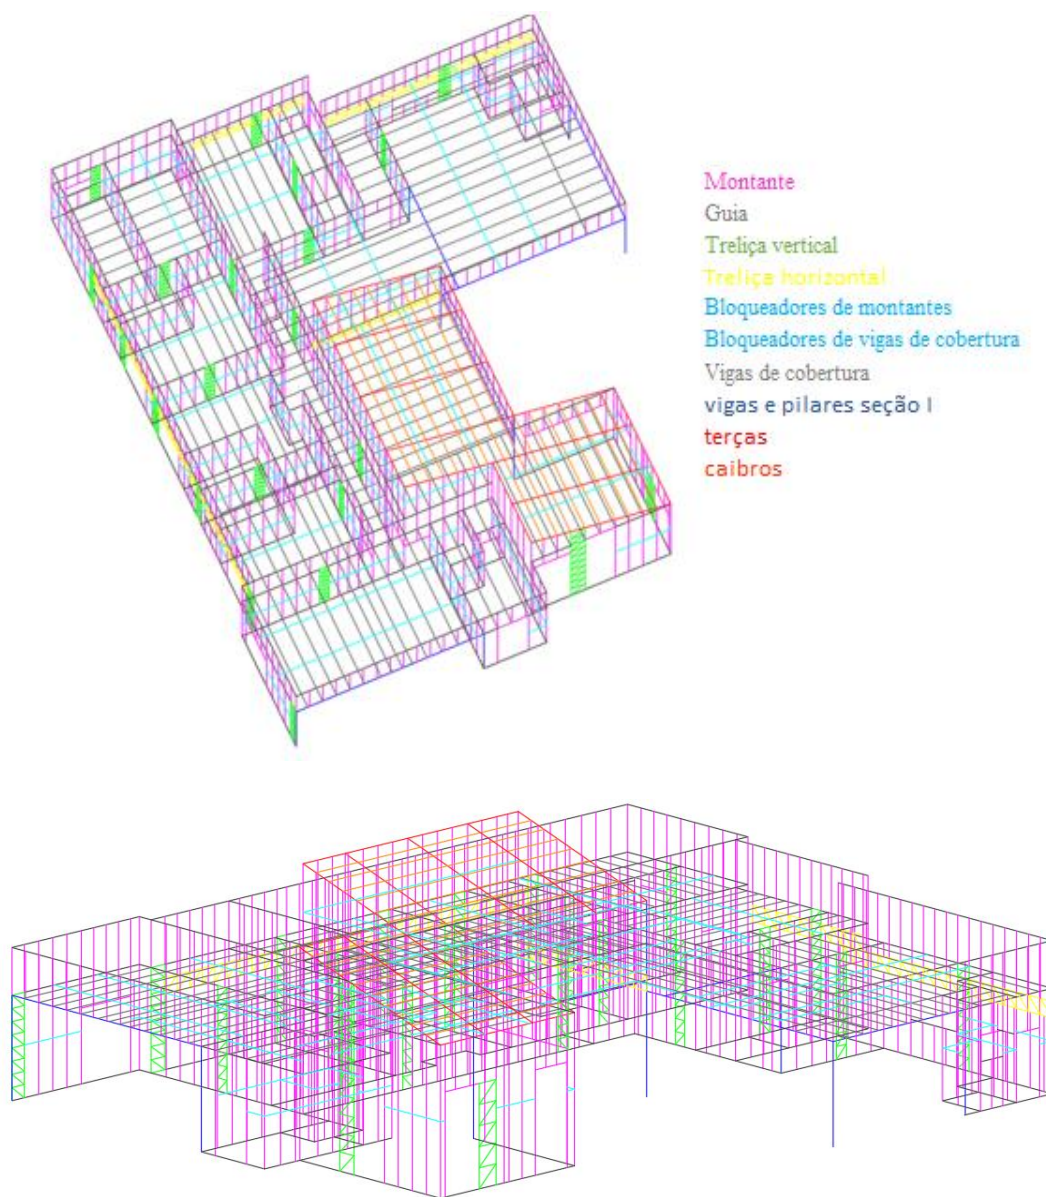 Montante
Guia
Treliça vertical
Treliça horizontal
Bloqueadores de montantes
Bloqueadores de vigas de cobertura
Vigas de cobertura
vigas e pilares seção I
terças
caibros